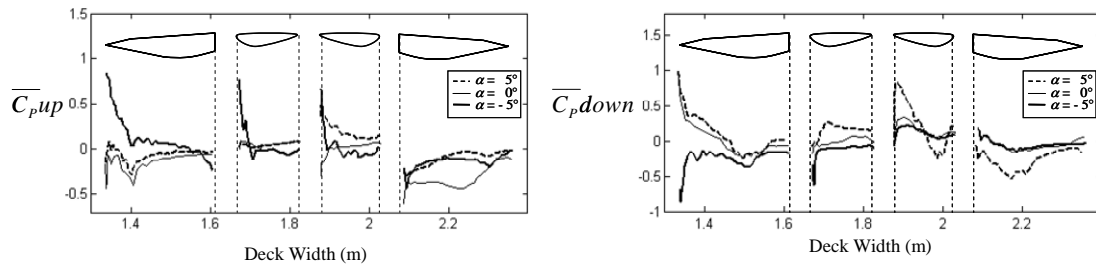 1.5
1
0.5
0
-0.5
C_P up
α = 5°
α = 0°
α = - 5°
1.4
1.6
1.8
2
2.2
Deck Width (m)
1.5
1
0.5
0
-0.5
-1
C_P down
α = 5°
α = 0°
α = - 5°
1.4
1.6
1.8
2
2.2
Deck Width (m)